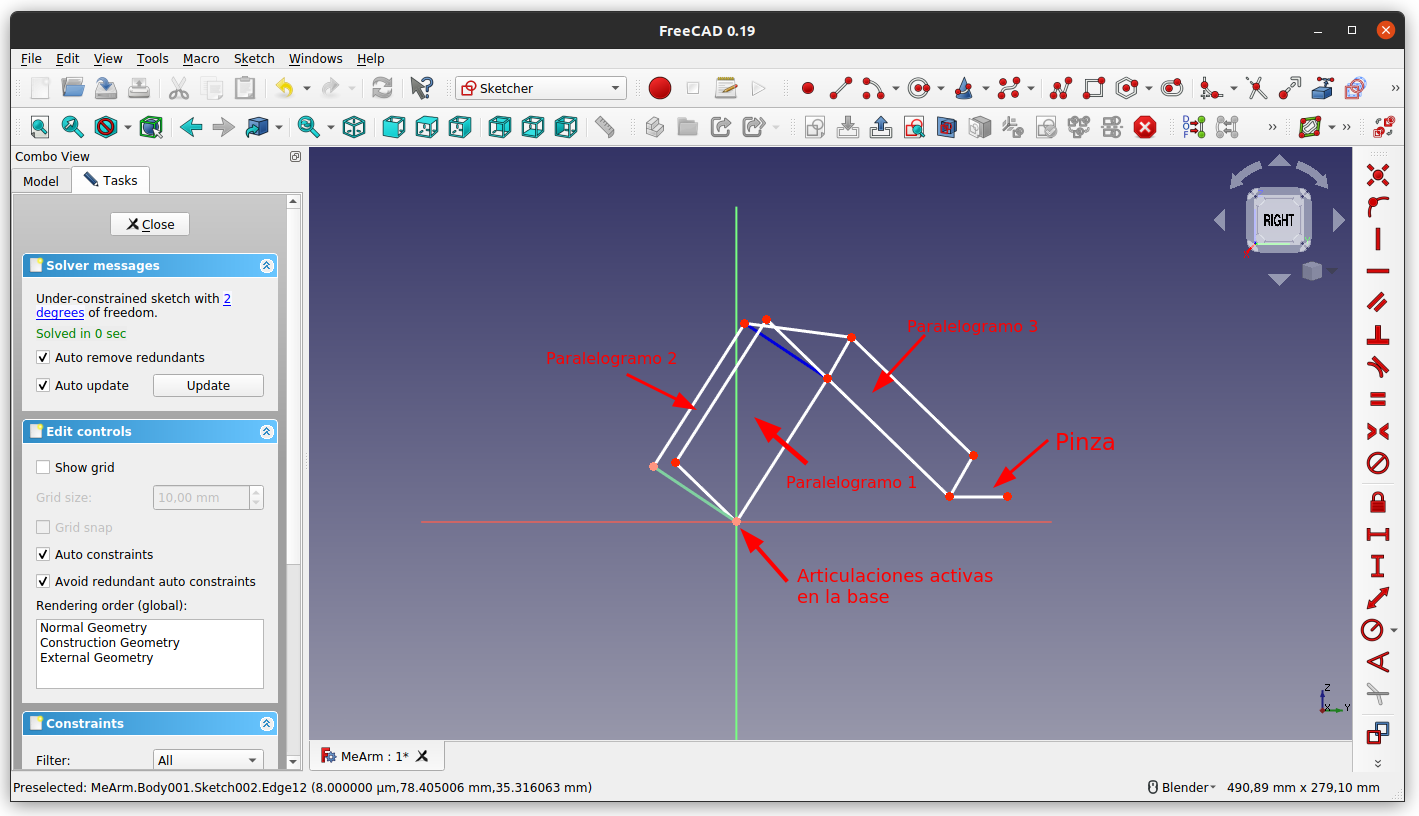 FreeCAD 0.19
File Edit View Tools Macro Sketch Windows Help
Sketcher
Combo View
Model
Tasks
Close
Solver messages
Under-constrained sketch with 2
degrees of freedom.
Solved in 0 sec
Auto remove redundants
Auto update
Update
Edit controls
Show grid
Grid size:
10,00 mm
Grid snap
Auto constraints
Avoid redundant auto constraints
Rendering order (global):
Normal Geometry
Construction Geometry
External Geometry
Constraints
Filter:
All
RIGHT
Paralelogramo 3
Paralelogramo 2
Pinza
Paralelogramo 1
Articulaciones activas
en la base
Z
X
Y
MeArm : 1*
Preselected: MeArm.Body001.Sketch002.Edge12 (8.000000 µm,78.405006 mm,35.316063 mm)
Blender
490,89 mm x 279,10 mm